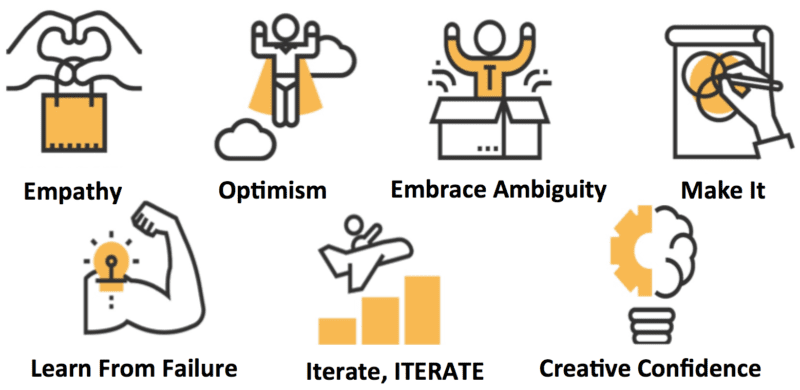 Empathy
Optimism
Embrace Ambiguity
Make It
Learn From Failure
Iterate, ITERATE
Creative Confidence